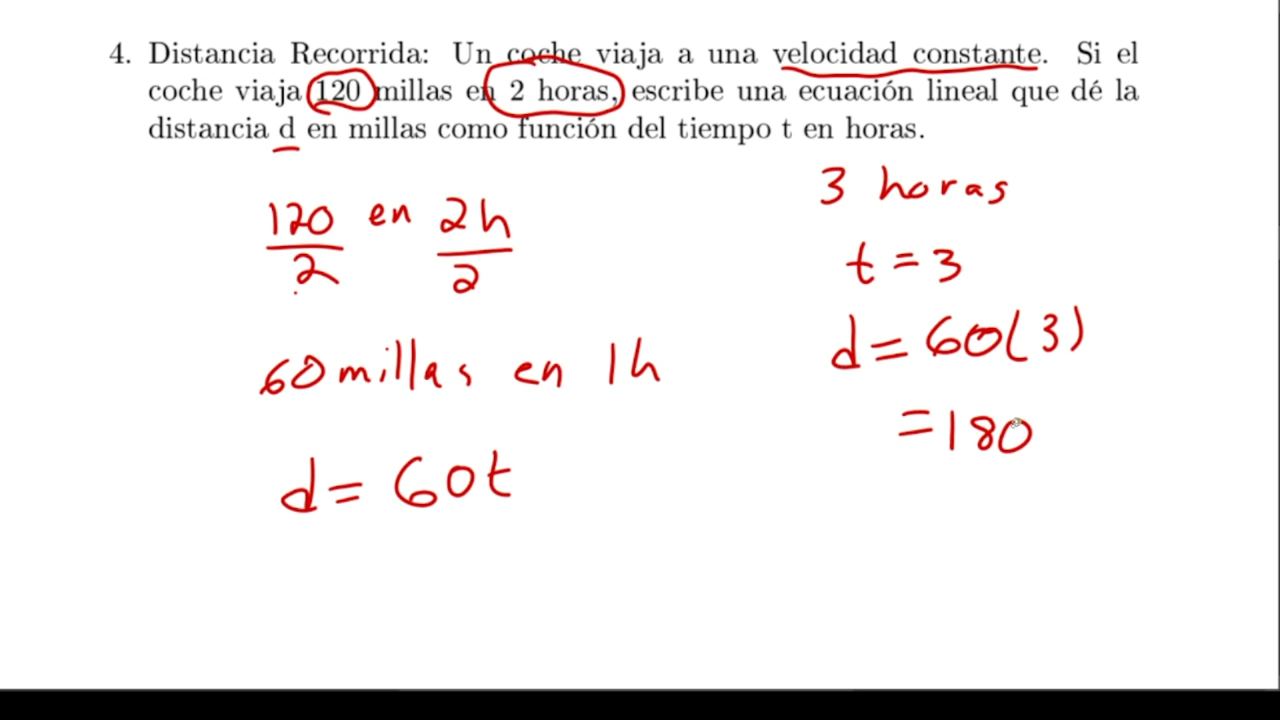 4. Distancia Recorrida: Un coche viaja a una velocidad constante. Si el
coche viaja 120 millas en 2 horas, escribe una ecuación lineal que dé la
distancia d en millas como función del tiempo t en horas.
120 en 2h
2 2
60 millas en 1h
d = 60t
3 horas
t = 3
d = 60(3)
= 180